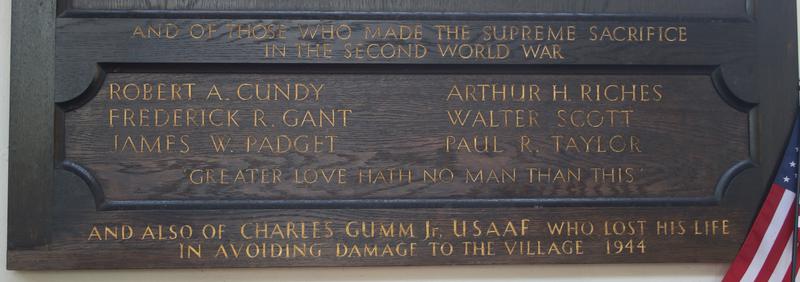 AND OF THOSE WHO MADE THE SUPREME SACRIFICE
IN THE SECOND WORLD WAR
ROBERT A. CUNDY
FREDERICK R. GANT
JAMES W. PADGET
ARTHUR H. RICHES
WALTER SCOTT
PAUL R. TAYLOR
'GREATER LOVE HATH NO MAN THAN THIS'
AND ALSO OF CHARLES GUMM Jr, USAAF WHO LOST HIS LIFE
IN AVOIDING DAMAGE TO THE VILLAGE 1944